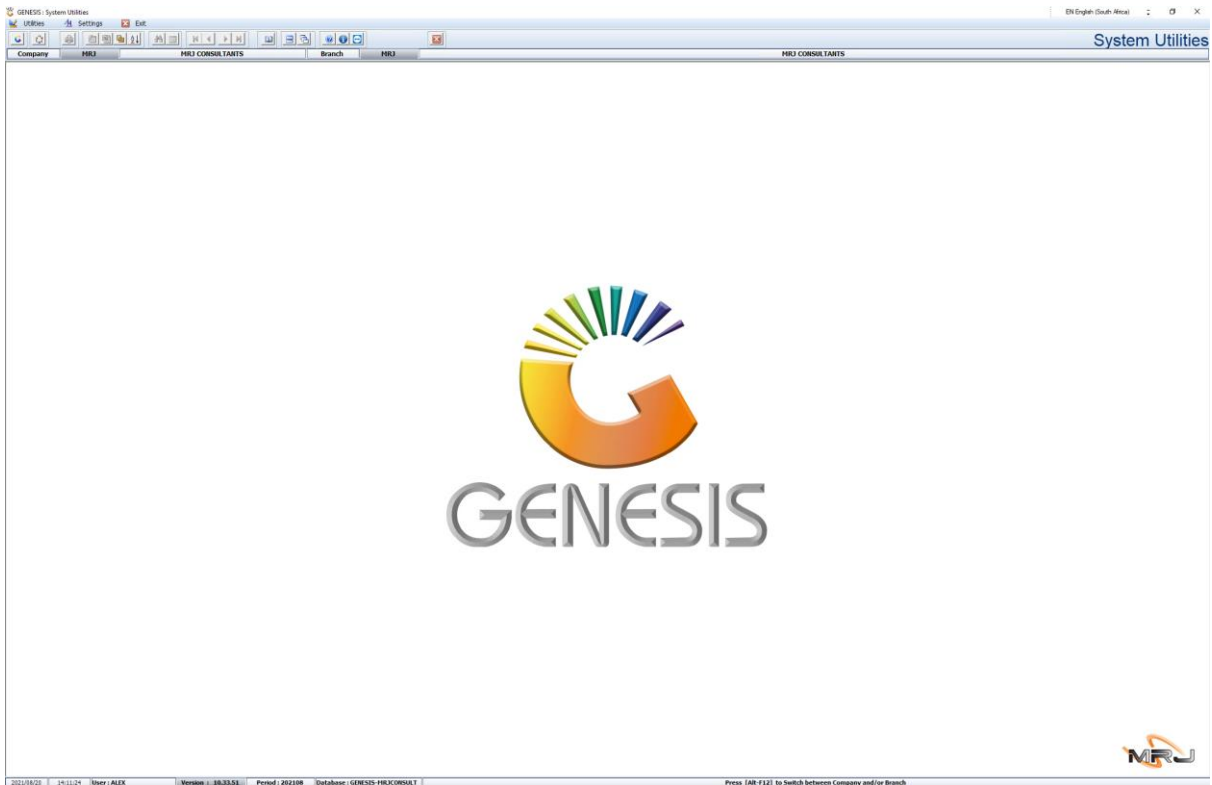 GENESIS : System Utilities EN English (South Africa)
Utilities Settings Exit
System Utilities
Company MRJ MRJ CONSULTANTS Branch MRJ MRJ CONSULTANTS
GENESIS
MRJ
2021/08/20 14:11:24 User : ALEX Version : 10.33.51 Period : 202108 Database : GENESIS-MRJCONSULT Press [Alt-F12] to Switch between Company and/or Branch